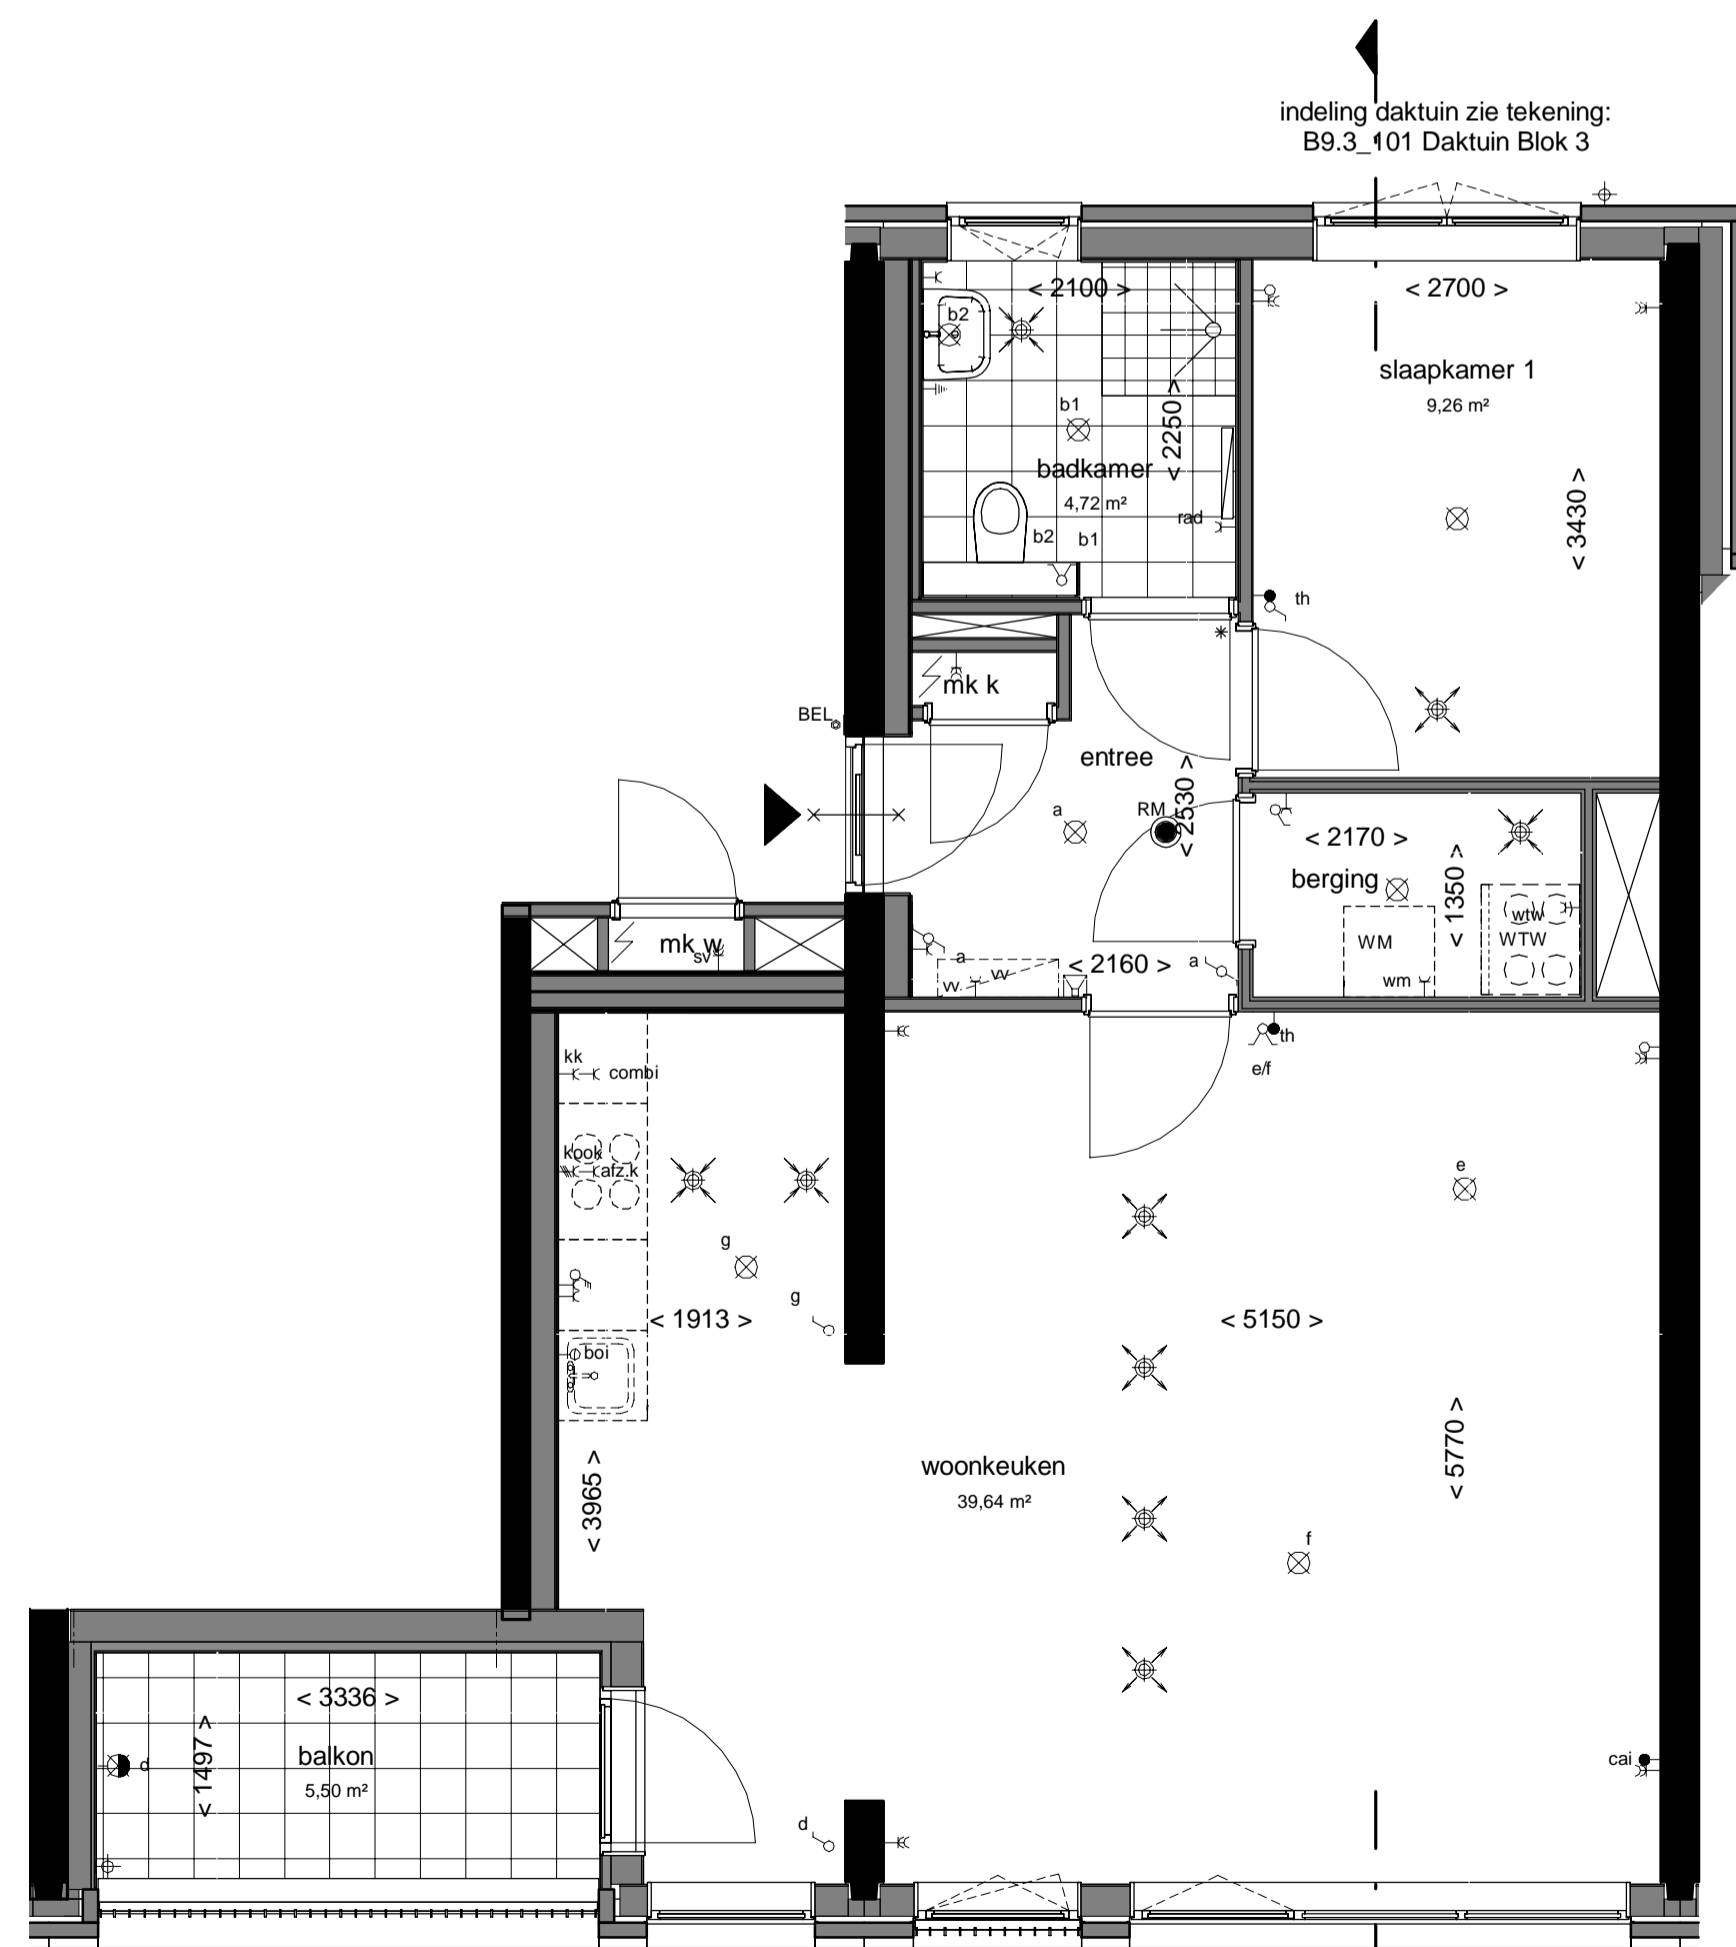 indeling daktuin zie tekening:
B9.3_101 Daktuin Blok 3
< 2100 >
< 2700 >
b2
slaapkamer 1
9,26 m²
b1
< 2250 >
badkamer
4,72 m²
rad
b2 b1
< 3430 >
th
mk k
BEL
entree
a
RM
< 2530 >
< 2170 >
berging
< 1350 >
wtw
WTW
WM
wm
mk w
sv
a
vv
vv
< 2160 >
a
th
e/f
kk
combi
kook
afz.k
e
g
g
< 1913 >
< 5150 >
boi
< 3965 >
woonkeuken
39,64 m²
< 5770 >
f
< 3336 >
balkon
5,50 m²
< 1497 >
d
d
cai